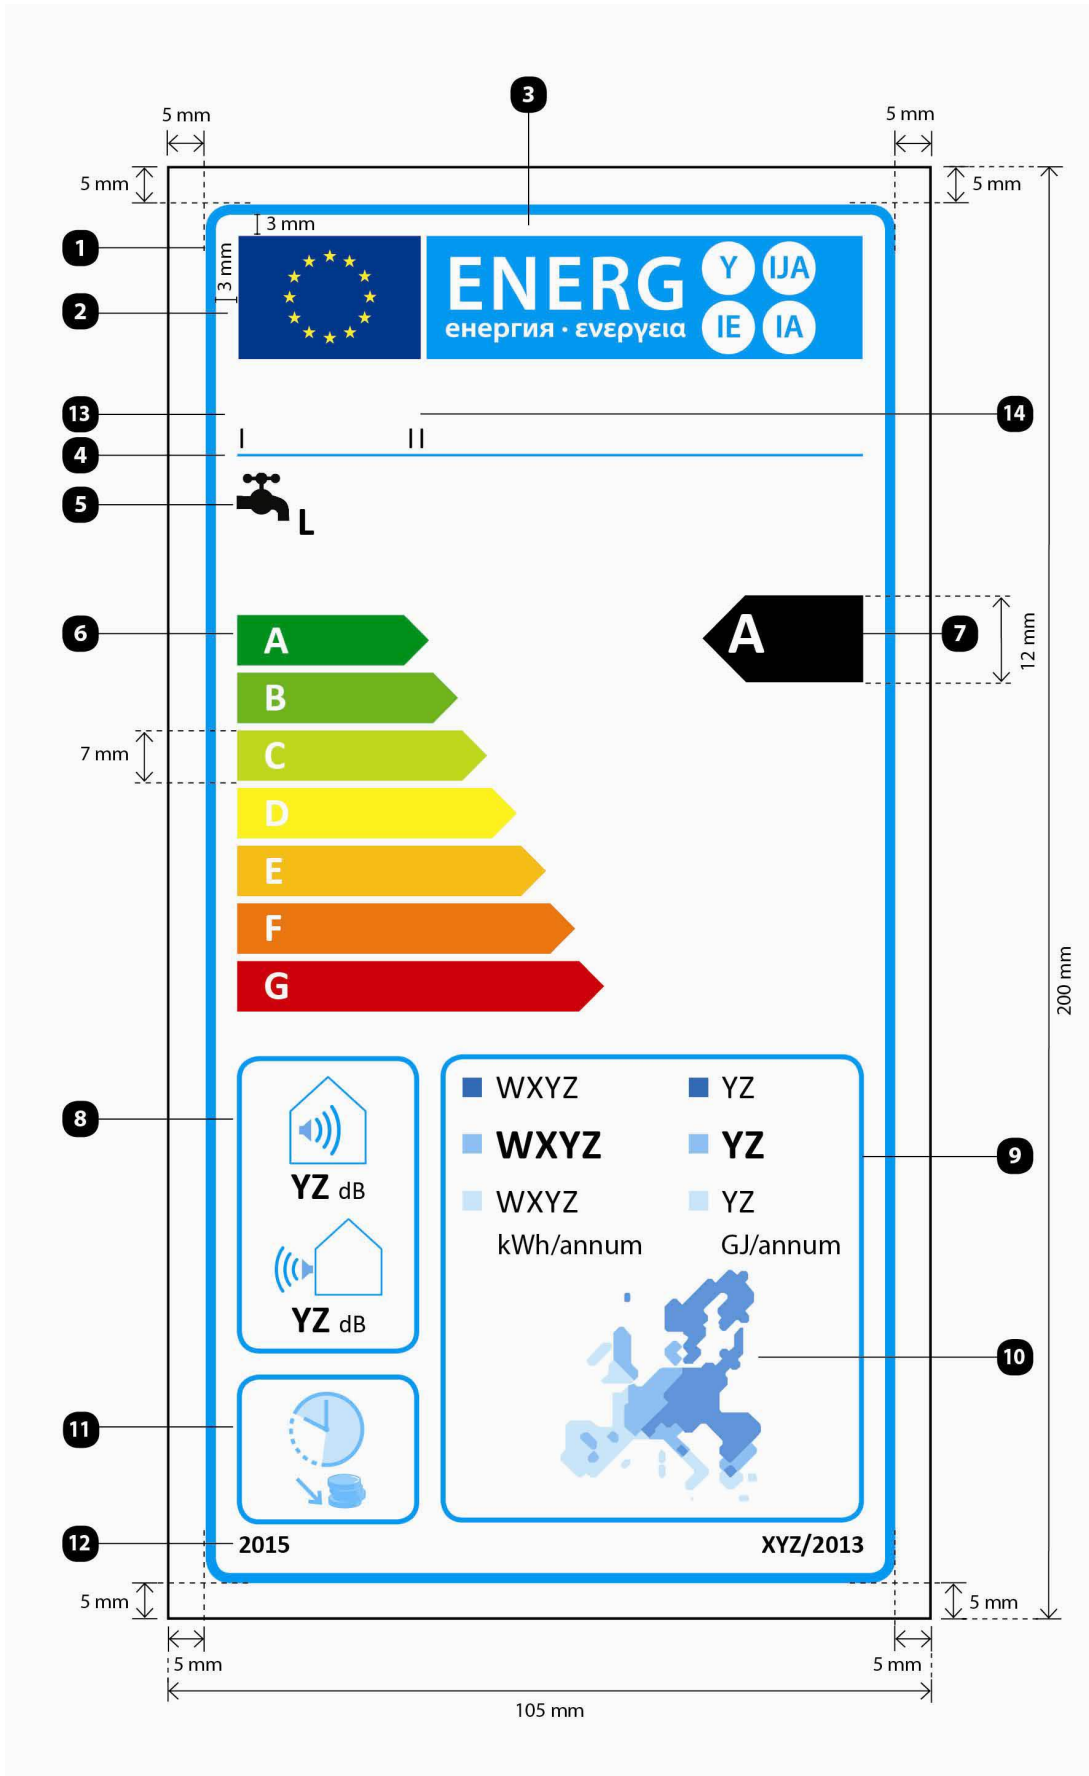 3
5 mm
5 mm
5 mm
5 mm
3 mm
1
3 mm
2
ENERG
енергия · ενεργεια
Y IJA
IE IA
13
14
I
II
4
5
L
6
A
A
7
12 mm
B
7 mm
C
D
E
F
G
200 mm
8
YZ dB
YZ dB
WXYZ YZ
WXYZ YZ
WXYZ YZ
kWh/annum GJ/annum
9
10
11
12
2015
XYZ/2013
5 mm
5 mm
5 mm
5 mm
105 mm